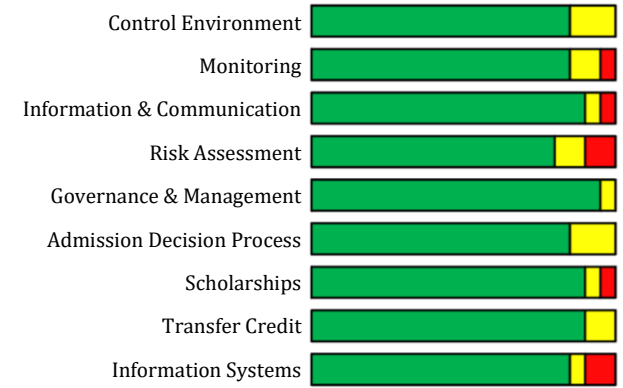 Control Environment
Monitoring
Information & Communication
Risk Assessment
Governance & Management
Admission Decision Process
Scholarships
Transfer Credit
Information Systems